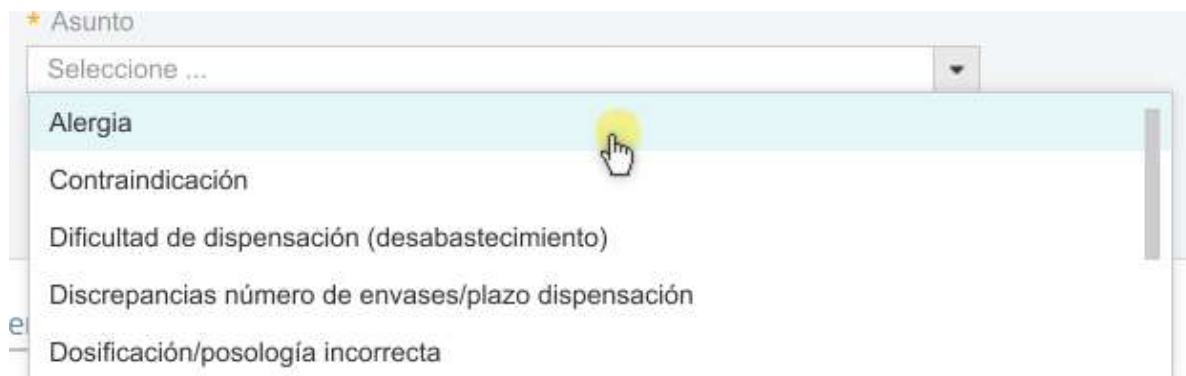 * Asunto
Seleccione ...
Alergia
Contraindicación
Dificultad de dispensación (desabastecimiento)
Discrepancias número de envases/plazo dispensación
Dosificación/posología incorrecta